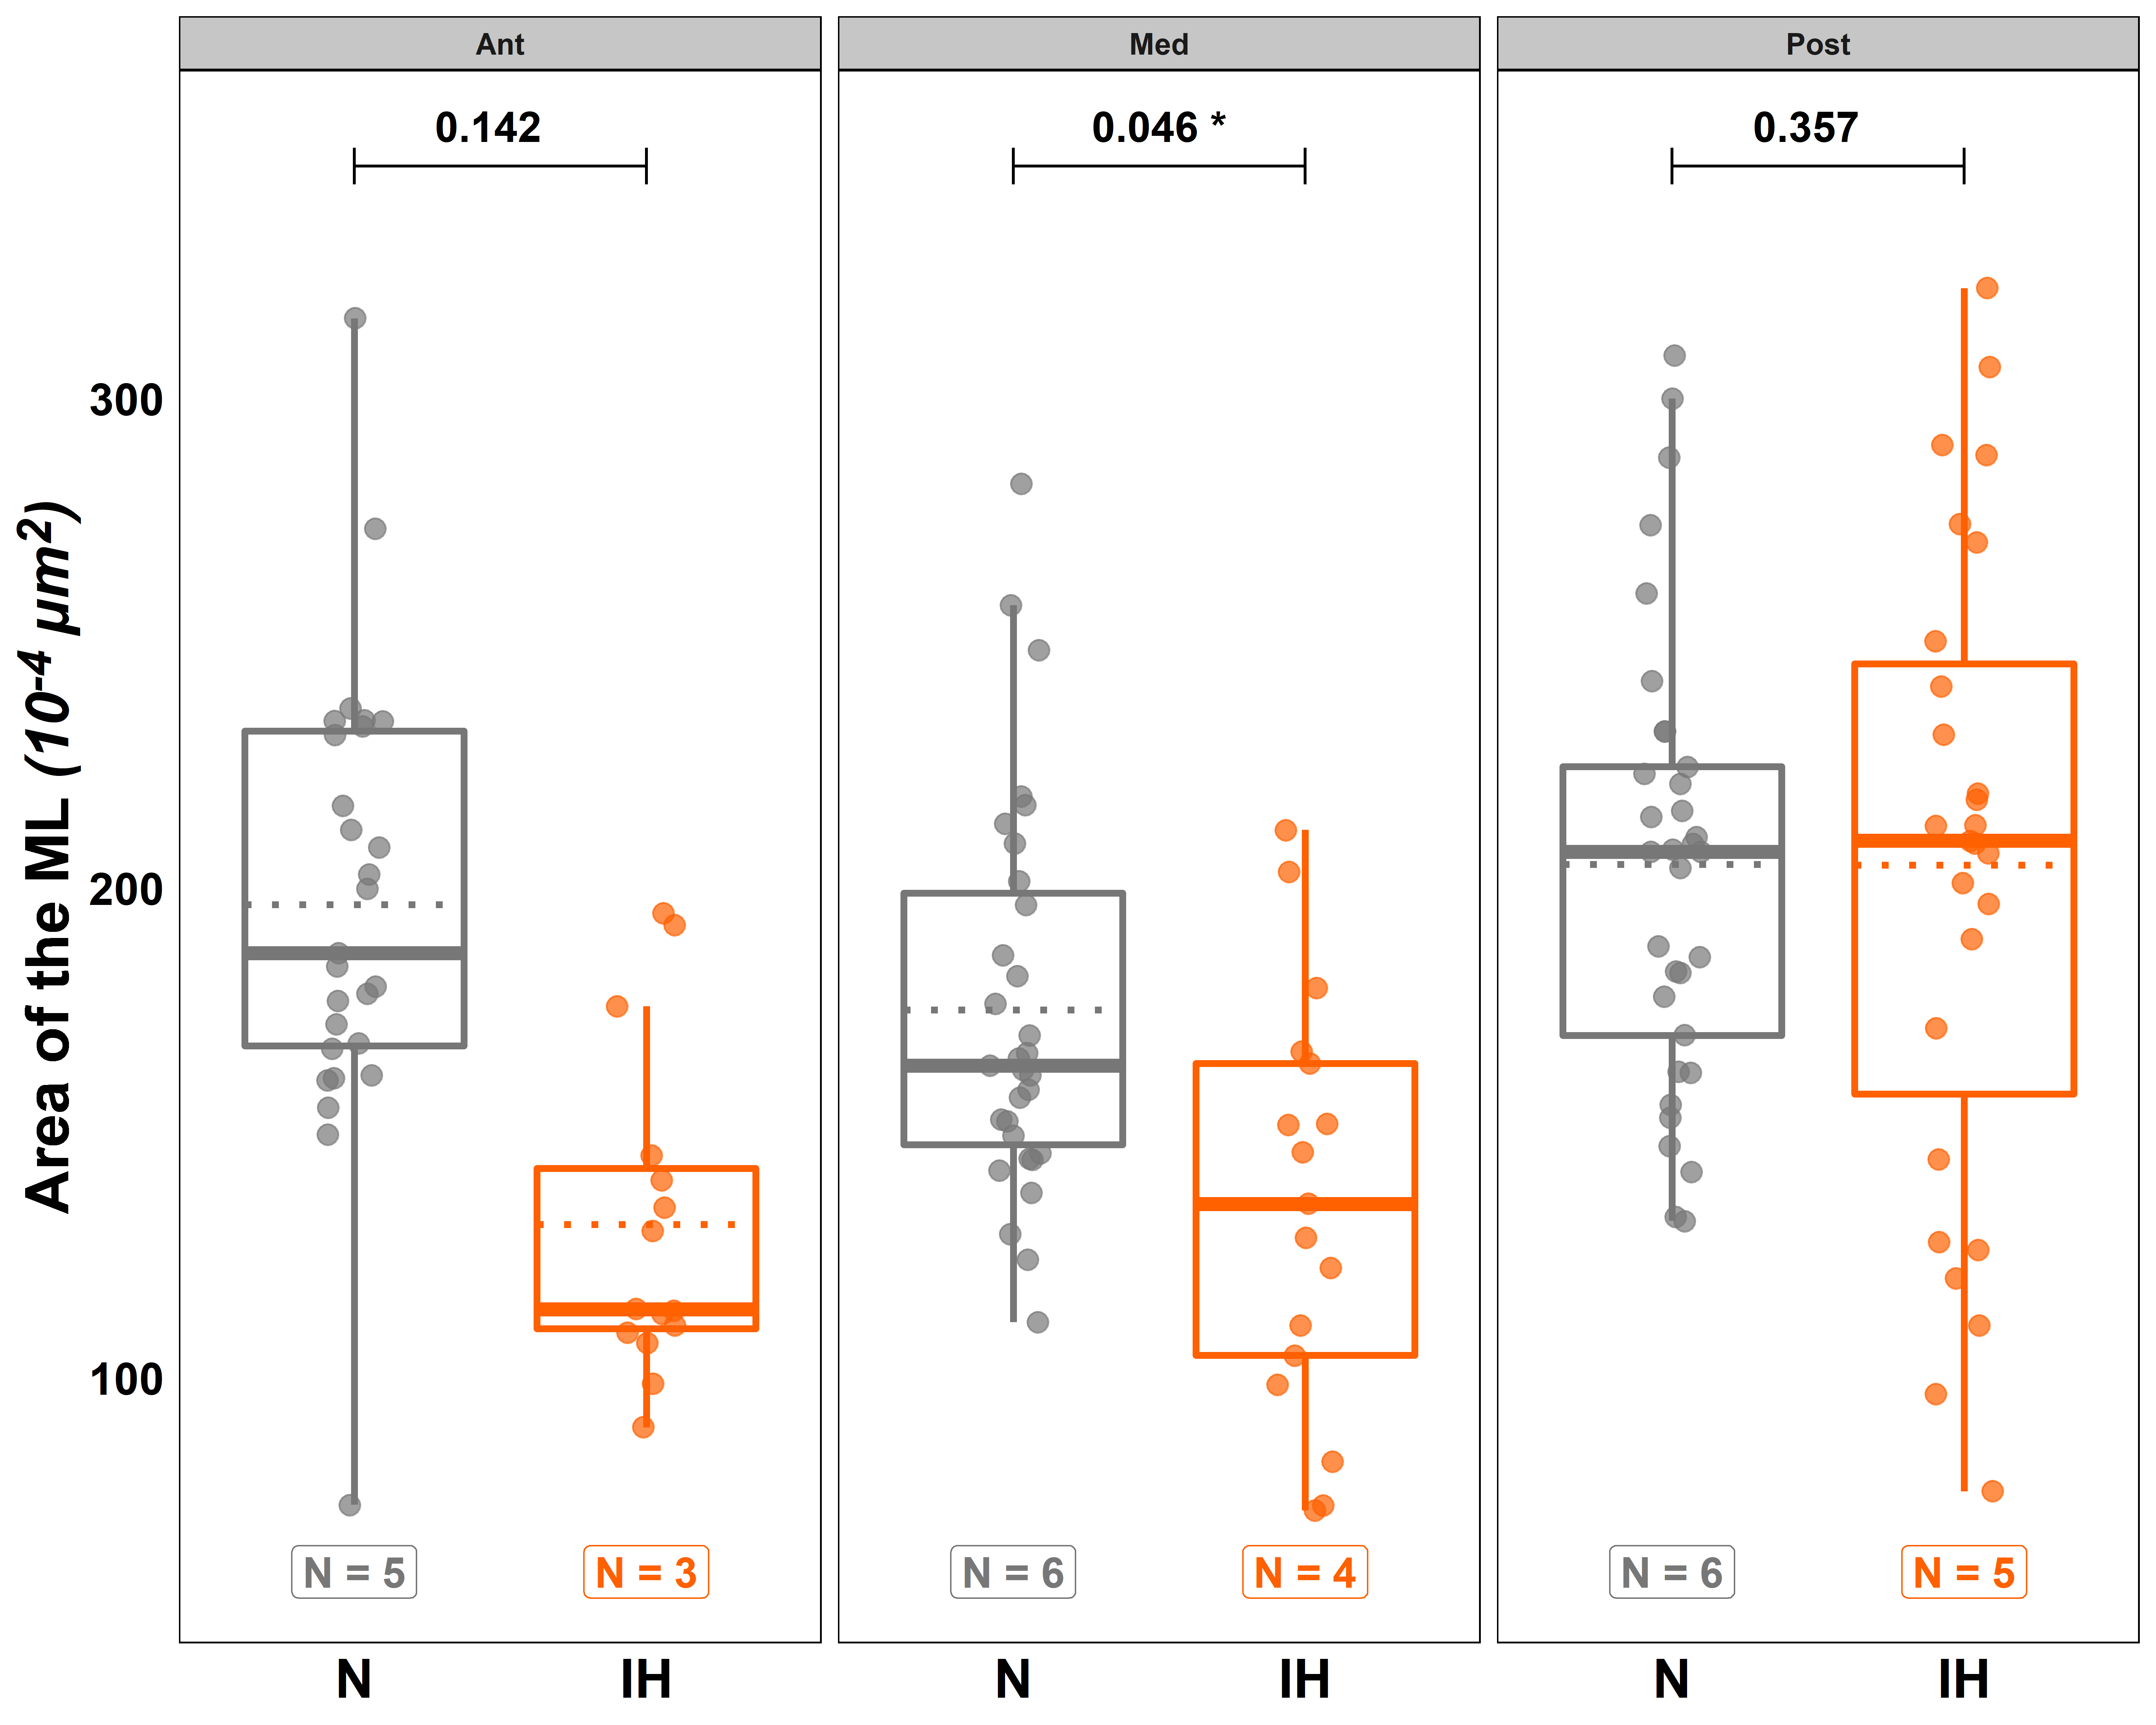 Ant
Med
Post
0.142
0.046 *
0.357
Area of the ML (10-4 µm2)
300
200
100
N = 5
N = 3
N = 6
N = 4
N = 6
N = 5
N
IH
N
IH
N
IH